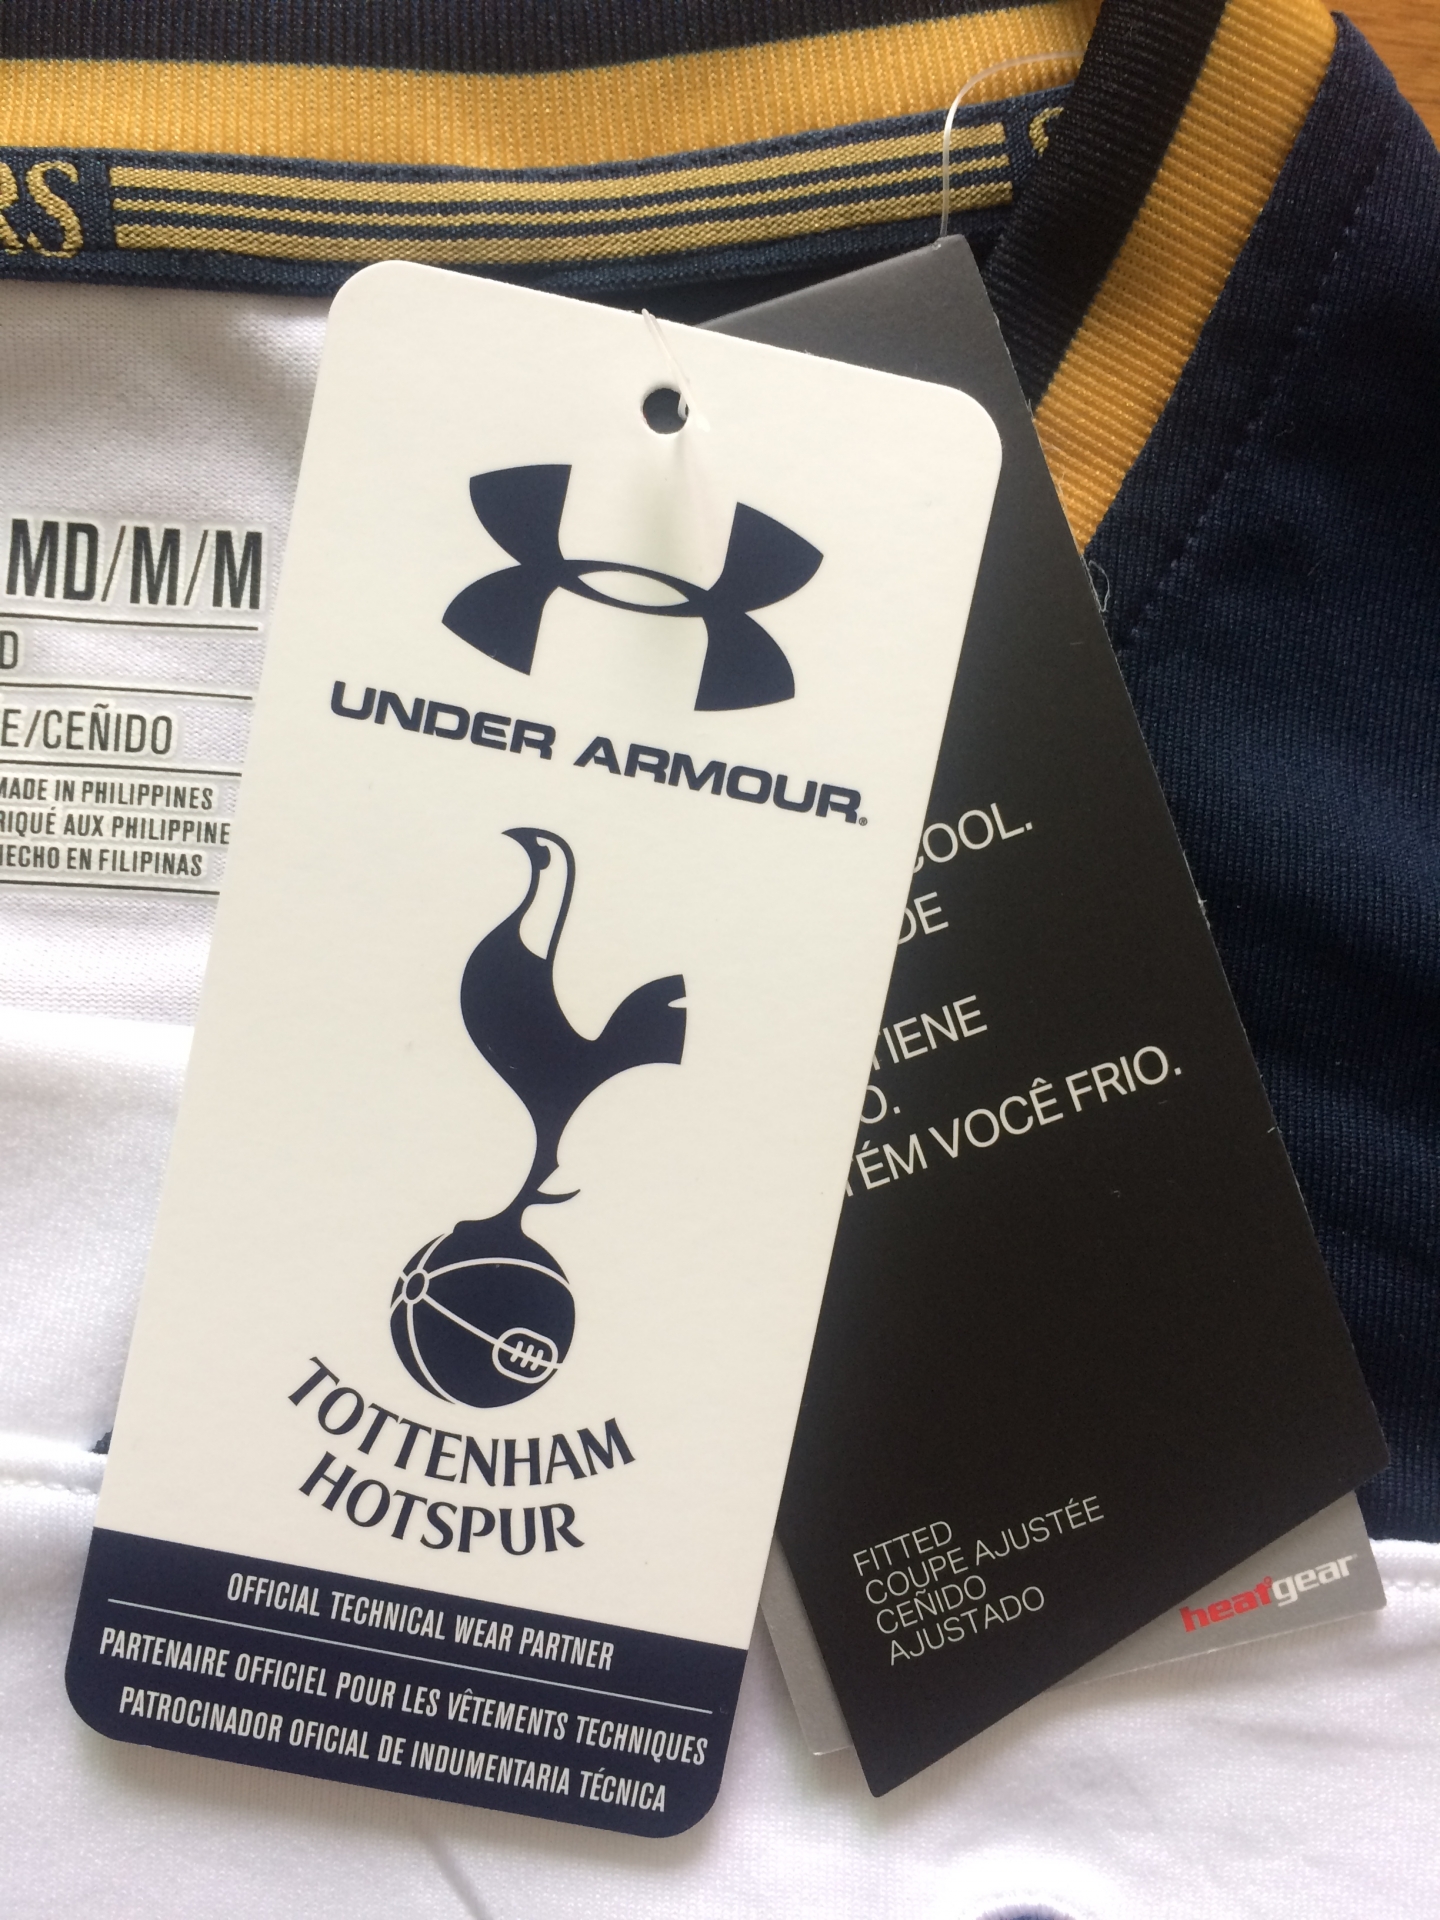 RS
MD/M/M
D
E/CEÑIDO
MADE IN PHILIPPINES
RIQUÉ AUX PHILIPPINE
HECHO EN FILIPINAS
UNDER ARMOUR®
TOTTENHAM
HOTSPUR
OFFICIAL TECHNICAL WEAR PARTNER
PARTENAIRE OFFICIEL POUR LES VÊTEMENTS TECHNIQUES
PATROCINADOR OFICIAL DE INDUMENTARIA TÉCNICA
COOL.
DE
TIENE
O.
TÉM VOCÊ FRIO.
FITTED
COUPE AJUSTÉE
CEÑIDO
AJUSTADO
heatgear